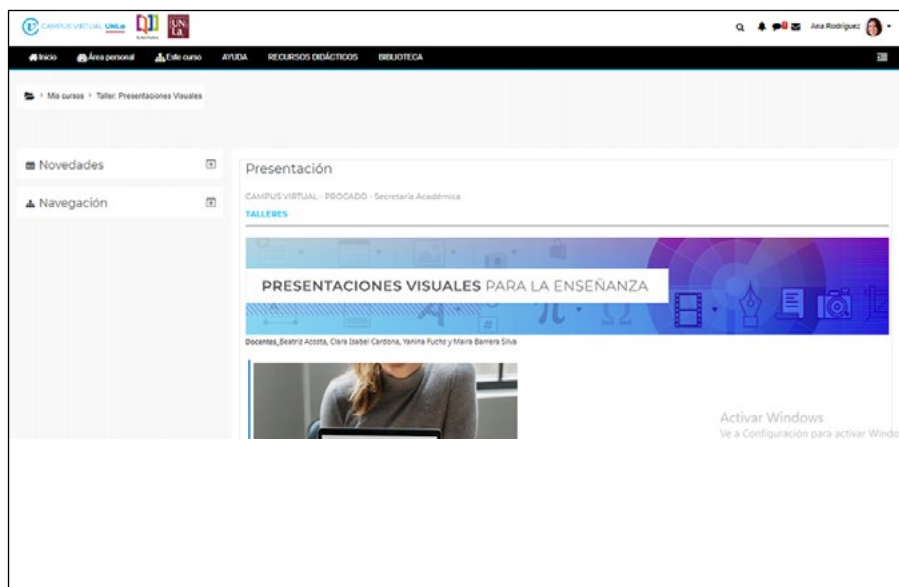 CAMPUS VIRTUAL UNLa
UN
La
Ana Rodríguez
Inicio
Área personal
Este curso
AYUDA
RECURSOS DIDÁCTICOS
BIBLIOTECA
Mis cursos
Taller: Presentaciones Visuales
Novedades
Navegación
Presentación
CAMPUS VIRTUAL - PROCADO - Secretaría Académica
TALLERES
PRESENTACIONES VISUALES PARA LA ENSEÑANZA
Docentes_Beatriz Acosta, Clara Isabel Cardona, Yanina Fuchs y Maira Barrera Silva
Activar Windows
Ve a Configuración para activar Windo